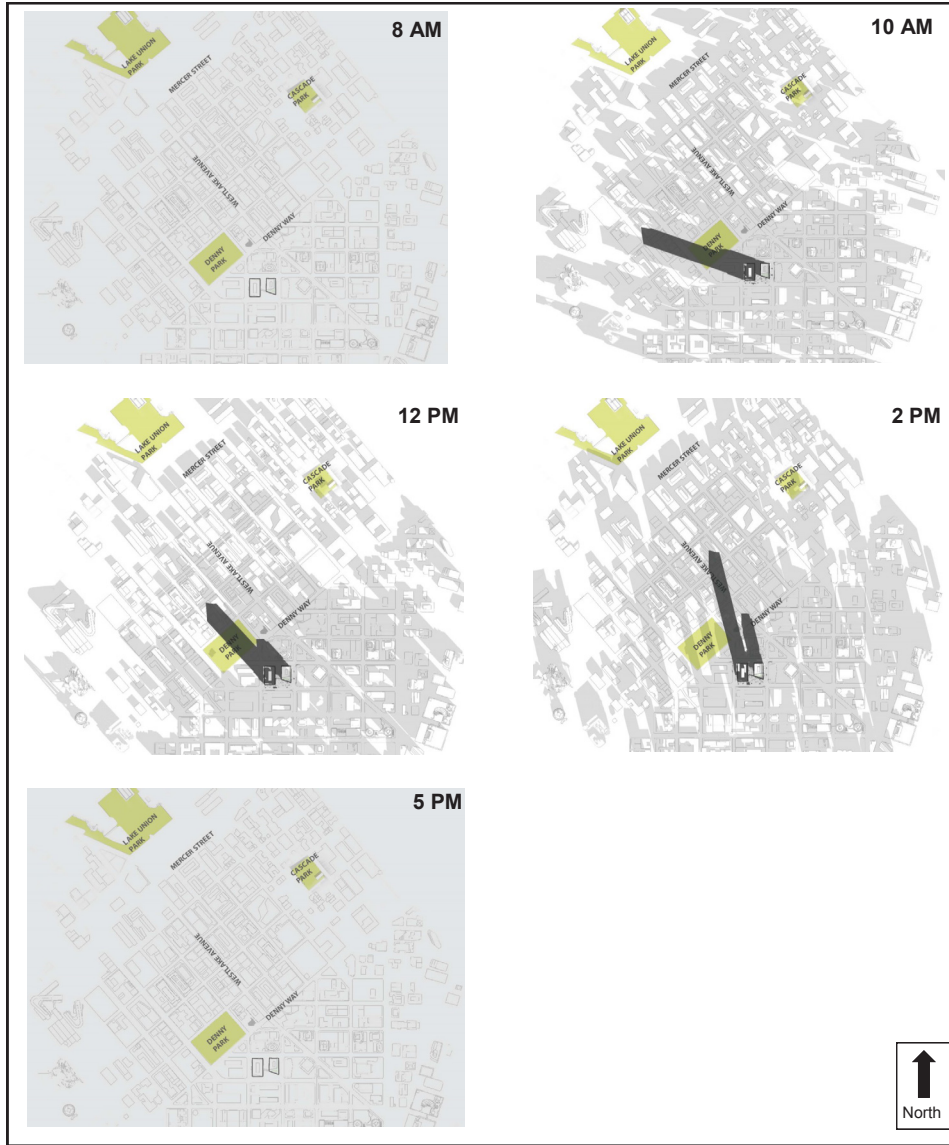 8 AM
LAKE UNION
PARK
MERCER STREET
CASCADE
PARK
WESTLAKE AVENUE
DENNY WAY
DENNY
PARK
10 AM
LAKE UNION
PARK
MERCER STREET
CASCADE
PARK
WESTLAKE AVENUE
DENNY WAY
DENNY
PARK
12 PM
LAKE UNION
PARK
MERCER STREET
CASCADE
PARK
WESTLAKE AVENUE
DENNY WAY
DENNY
PARK
2 PM
LAKE UNION
PARK
MERCER STREET
CASCADE
PARK
WESTLAKE AVENUE
DENNY WAY
DENNY
PARK
5 PM
LAKE UNION
PARK
MERCER STREET
CASCADE
PARK
WESTLAKE AVENUE
DENNY WAY
DENNY
PARK
North